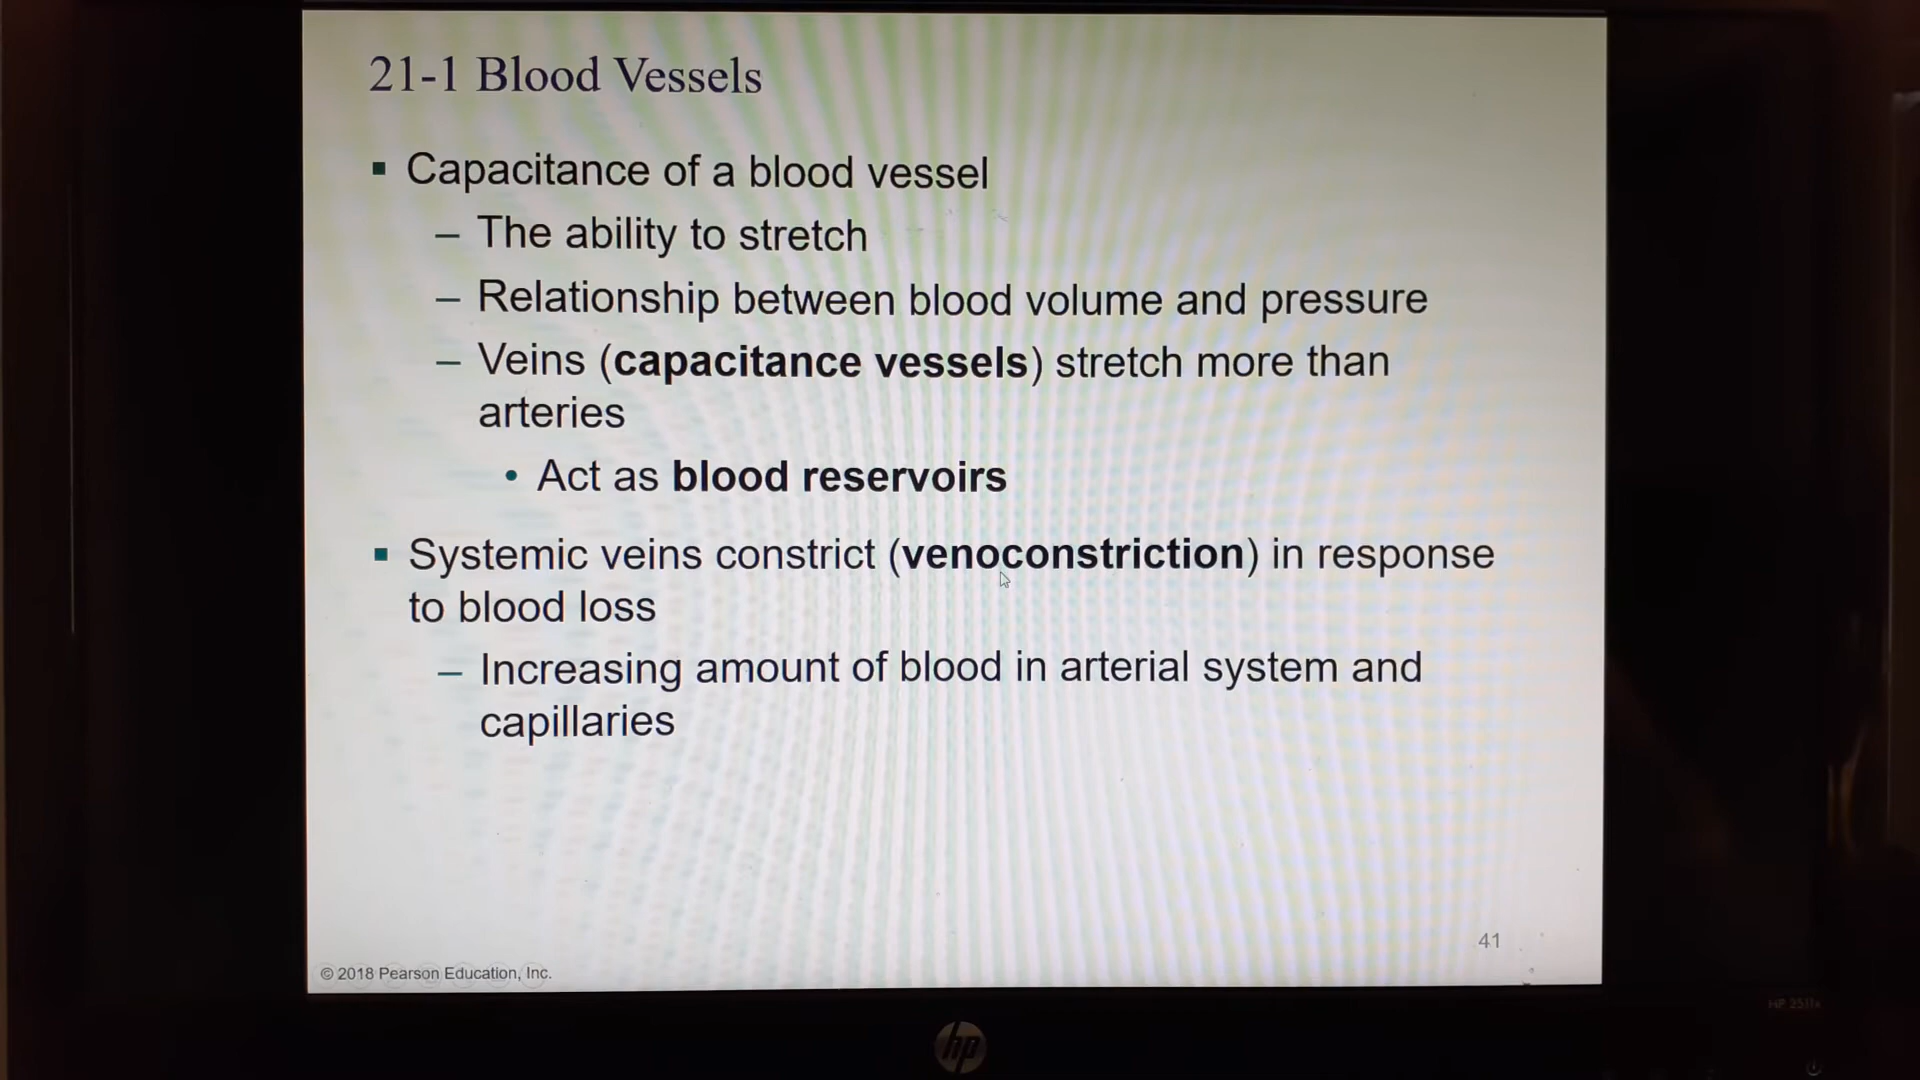 21-1 Blood Vessels
▪ Capacitance of a blood vessel
– The ability to stretch
– Relationship between blood volume and pressure
– Veins (capacitance vessels) stretch more than
arteries
• Act as blood reservoirs
▪ Systemic veins constrict (venoconstriction) in response
to blood loss
– Increasing amount of blood in arterial system and
capillaries
41
© 2018 Pearson Education, Inc.
hp